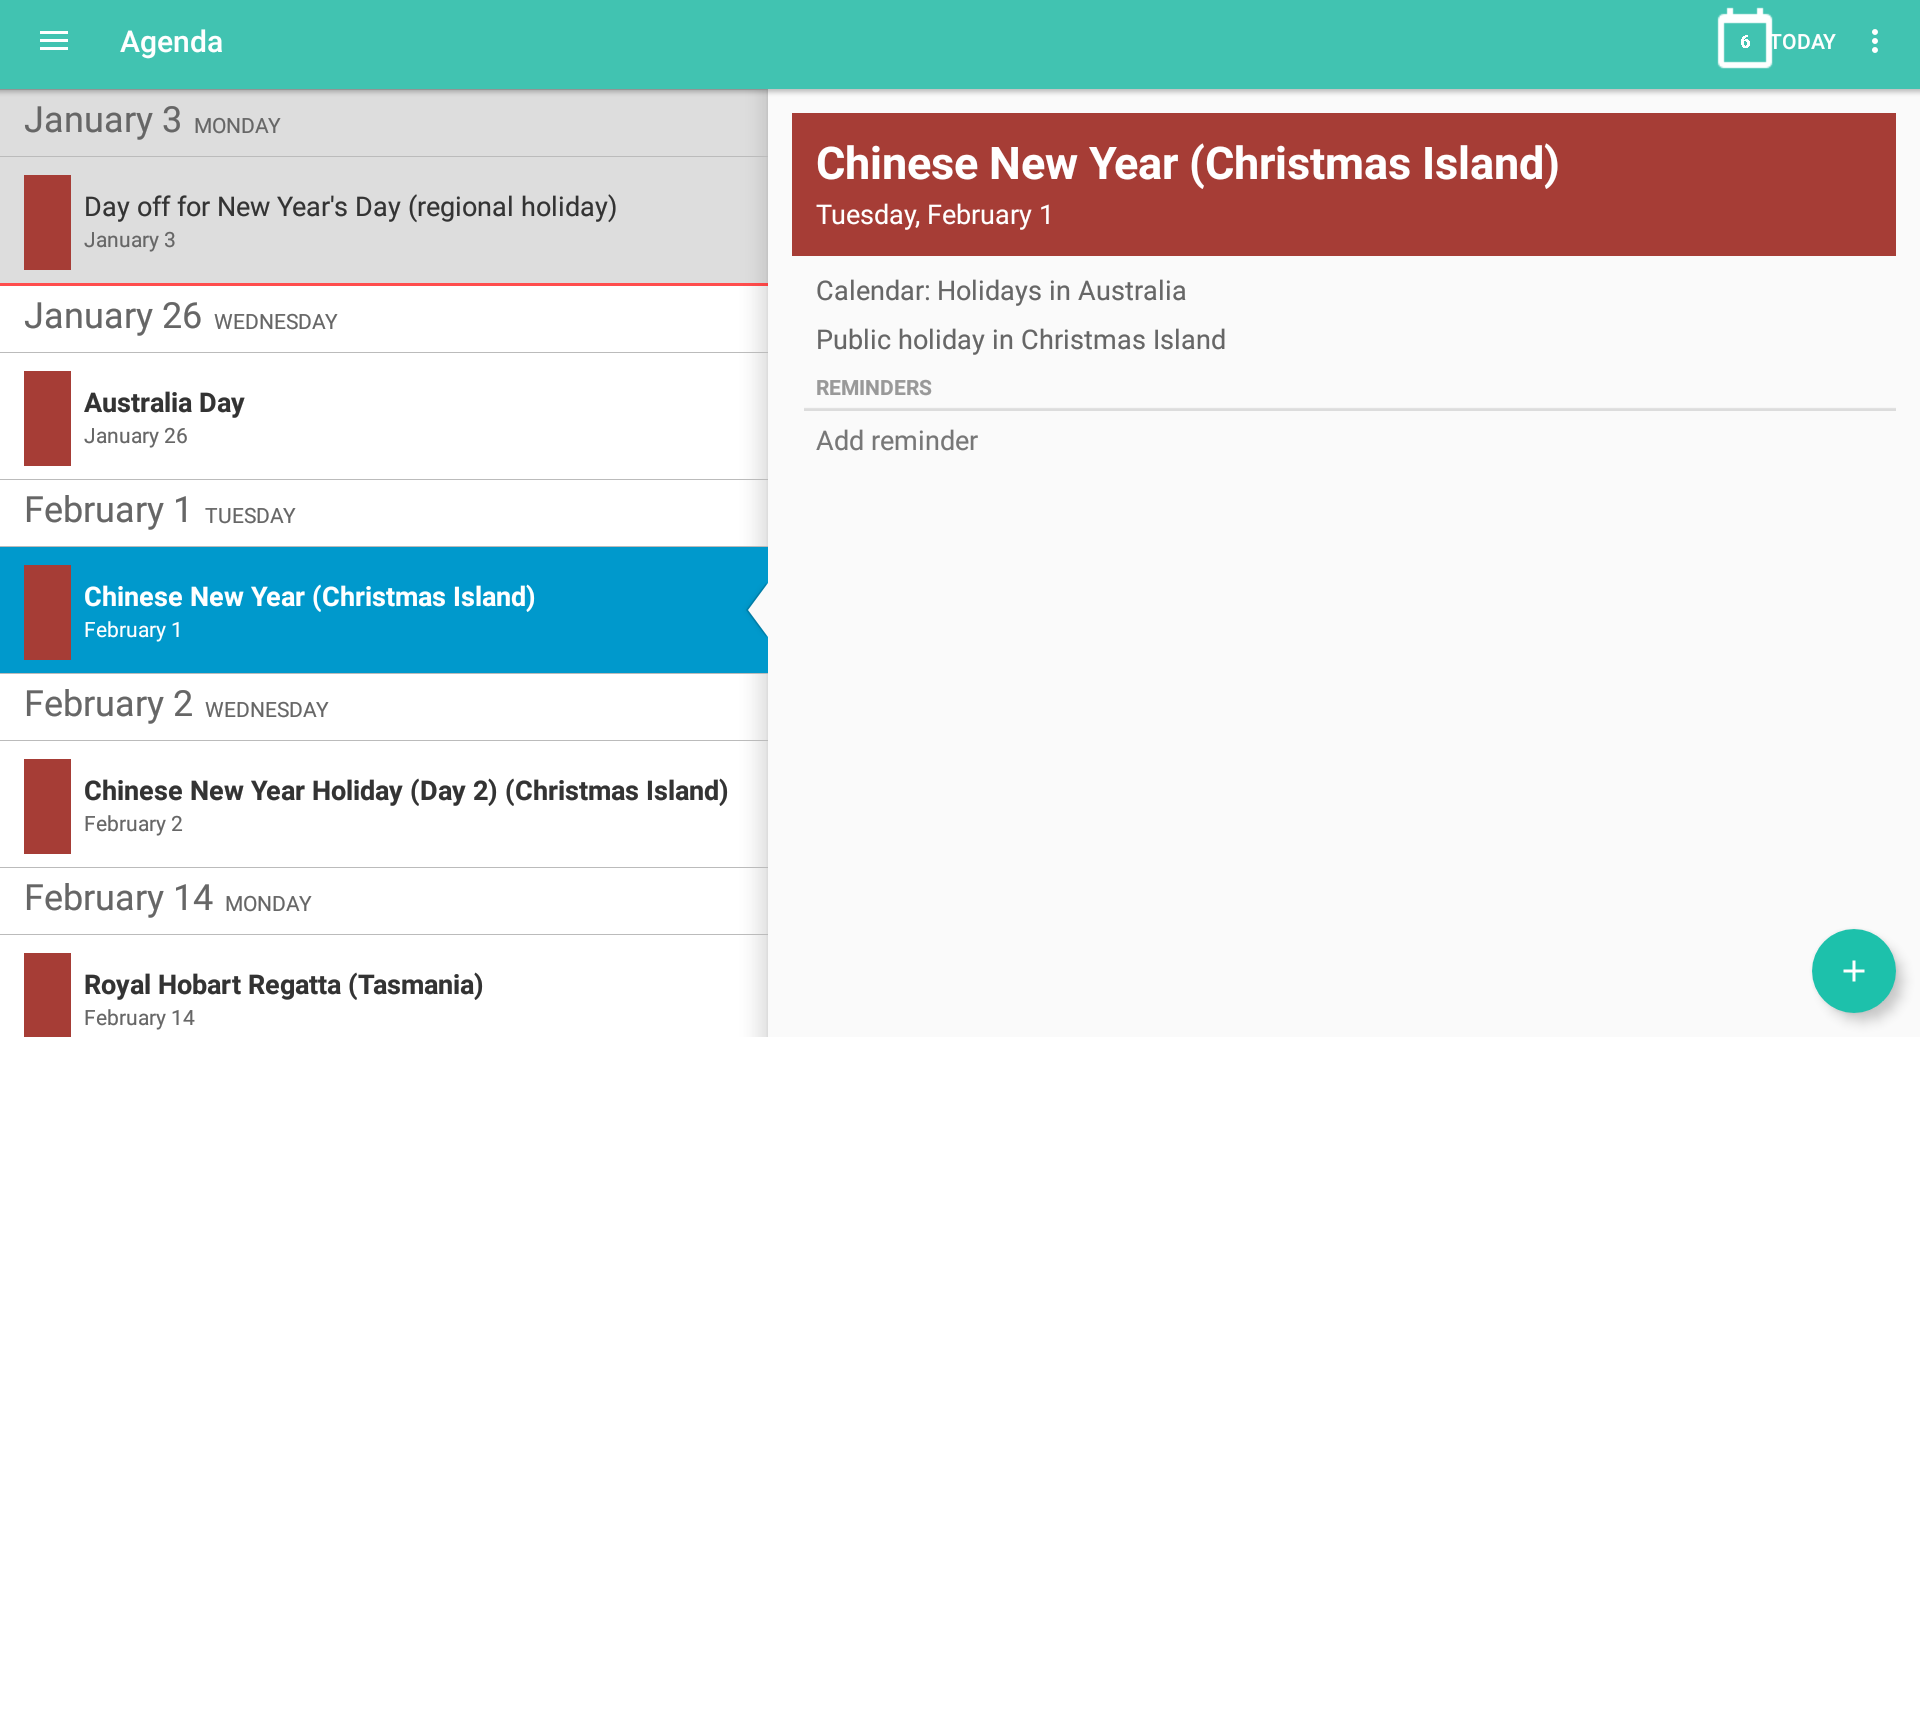 Agenda
6 TODAY
January 3 MONDAY
Day off for New Year's Day (regional holiday)
January 3
January 26 WEDNESDAY
Australia Day
January 26
February 1 TUESDAY
Chinese New Year (Christmas Island)
February 1
February 2 WEDNESDAY
Chinese New Year Holiday (Day 2) (Christmas Island)
February 2
February 14 MONDAY
Royal Hobart Regatta (Tasmania)
February 14
Chinese New Year (Christmas Island)
Tuesday, February 1
Calendar: Holidays in Australia
Public holiday in Christmas Island
REMINDERS
Add reminder